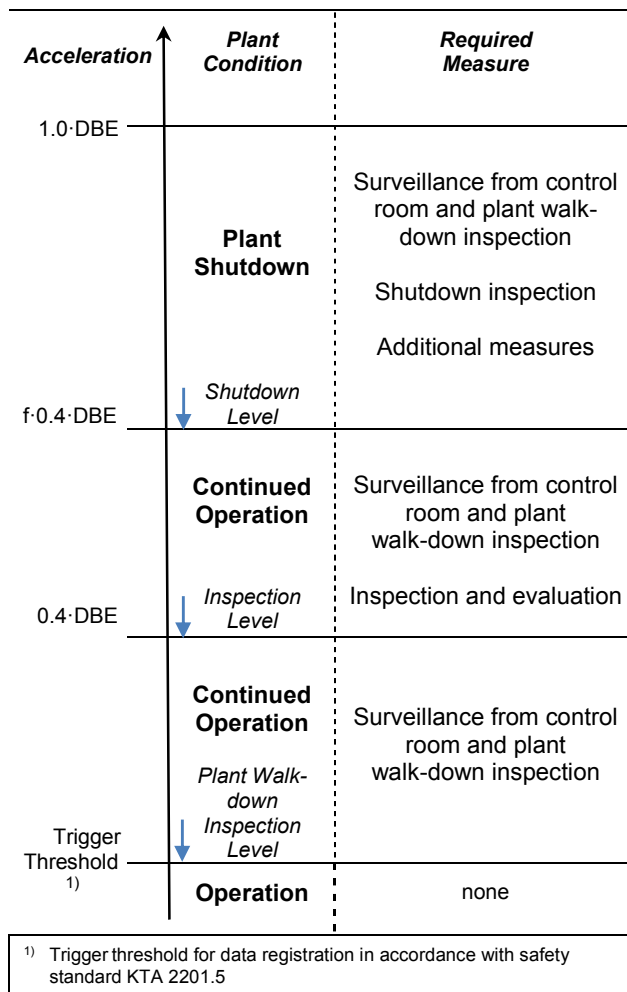 Acceleration
Plant
Condition
Required
Measure
1.0·DBE
Plant
Shutdown
Surveillance from control
room and plant walk-
down inspection
Shutdown inspection
Additional measures
Shutdown
Level
f·0.4·DBE
Continued
Operation
Surveillance from control
room and plant
walk-down inspection
Inspection and evaluation
Inspection
Level
0.4·DBE
Continued
Operation
Surveillance from control
room and plant
walk-down inspection
Plant Walk-
down
Inspection
Level
Trigger
Threshold
1)
Operation
none
1) Trigger threshold for data registration in accordance with safety
standard KTA 2201.5